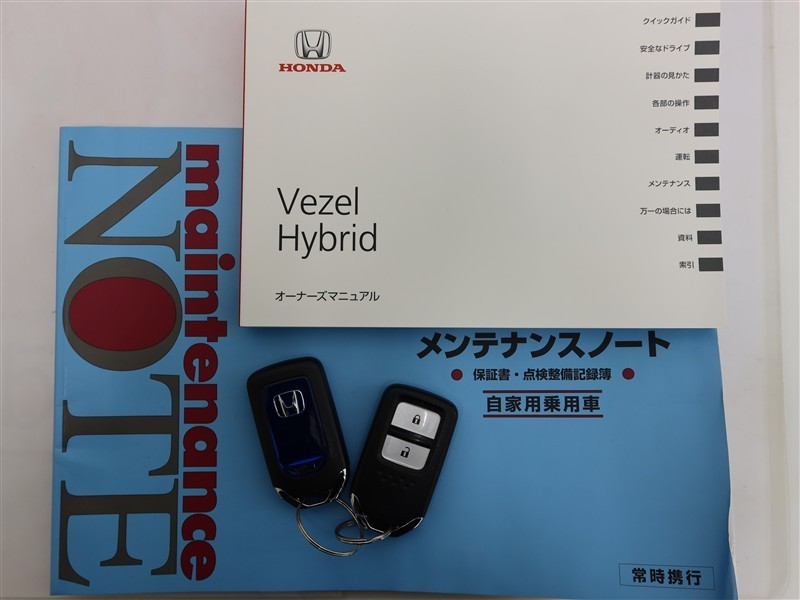 HONDA
Vezel
Hybrid
オーナーズマニュアル
クイックガイド
安全なドライブ
計器の見かた
各部の操作
オーディオ
運転
メンテナンス
万一の場合には
資料
索引
maintenance
NOTE
メンテナンスノート
● 保証書・点検整備記録簿 ●
自家用乗用車
常時携行